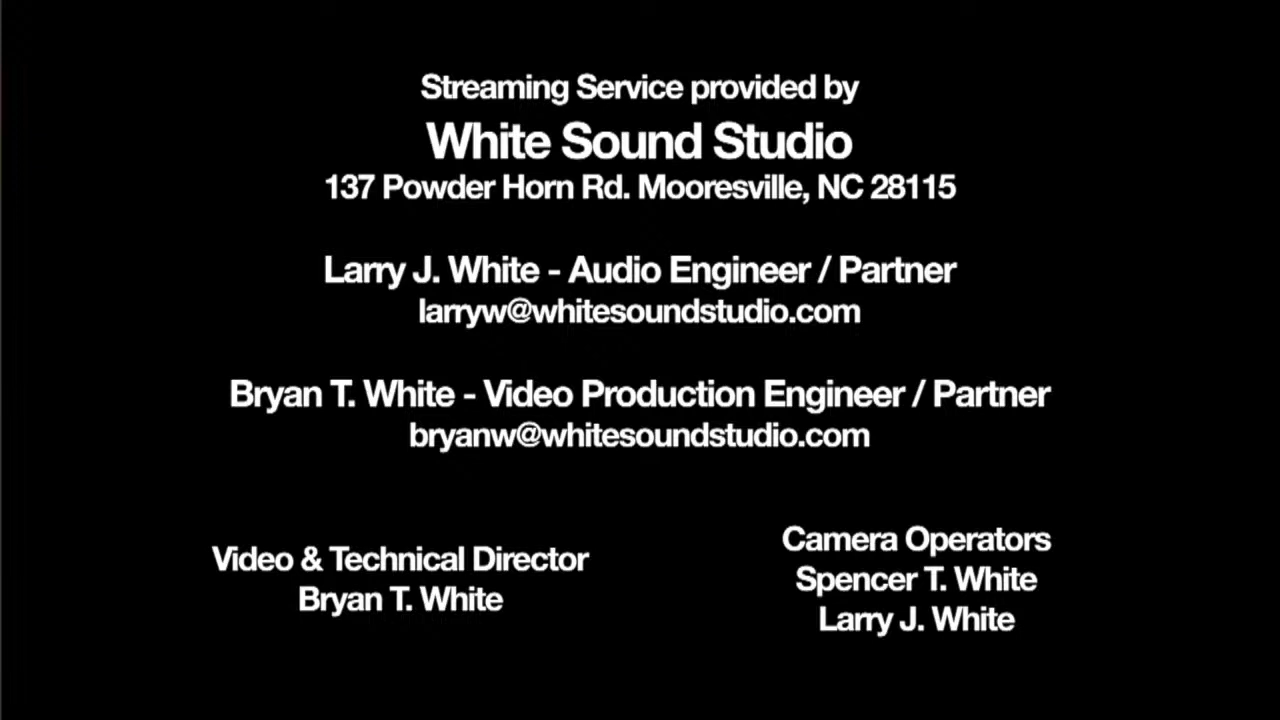 Streaming Service provided by
White Sound Studio
137 Powder Horn Rd. Mooresville, NC 28115
Larry J. White - Audio Engineer / Partner
larryw@whitesoundstudio.com
Bryan T. White - Video Production Engineer / Partner
bryanw@whitesoundstudio.com
Video & Technical Director
Bryan T. White
Camera Operators
Spencer T. White
Larry J. White